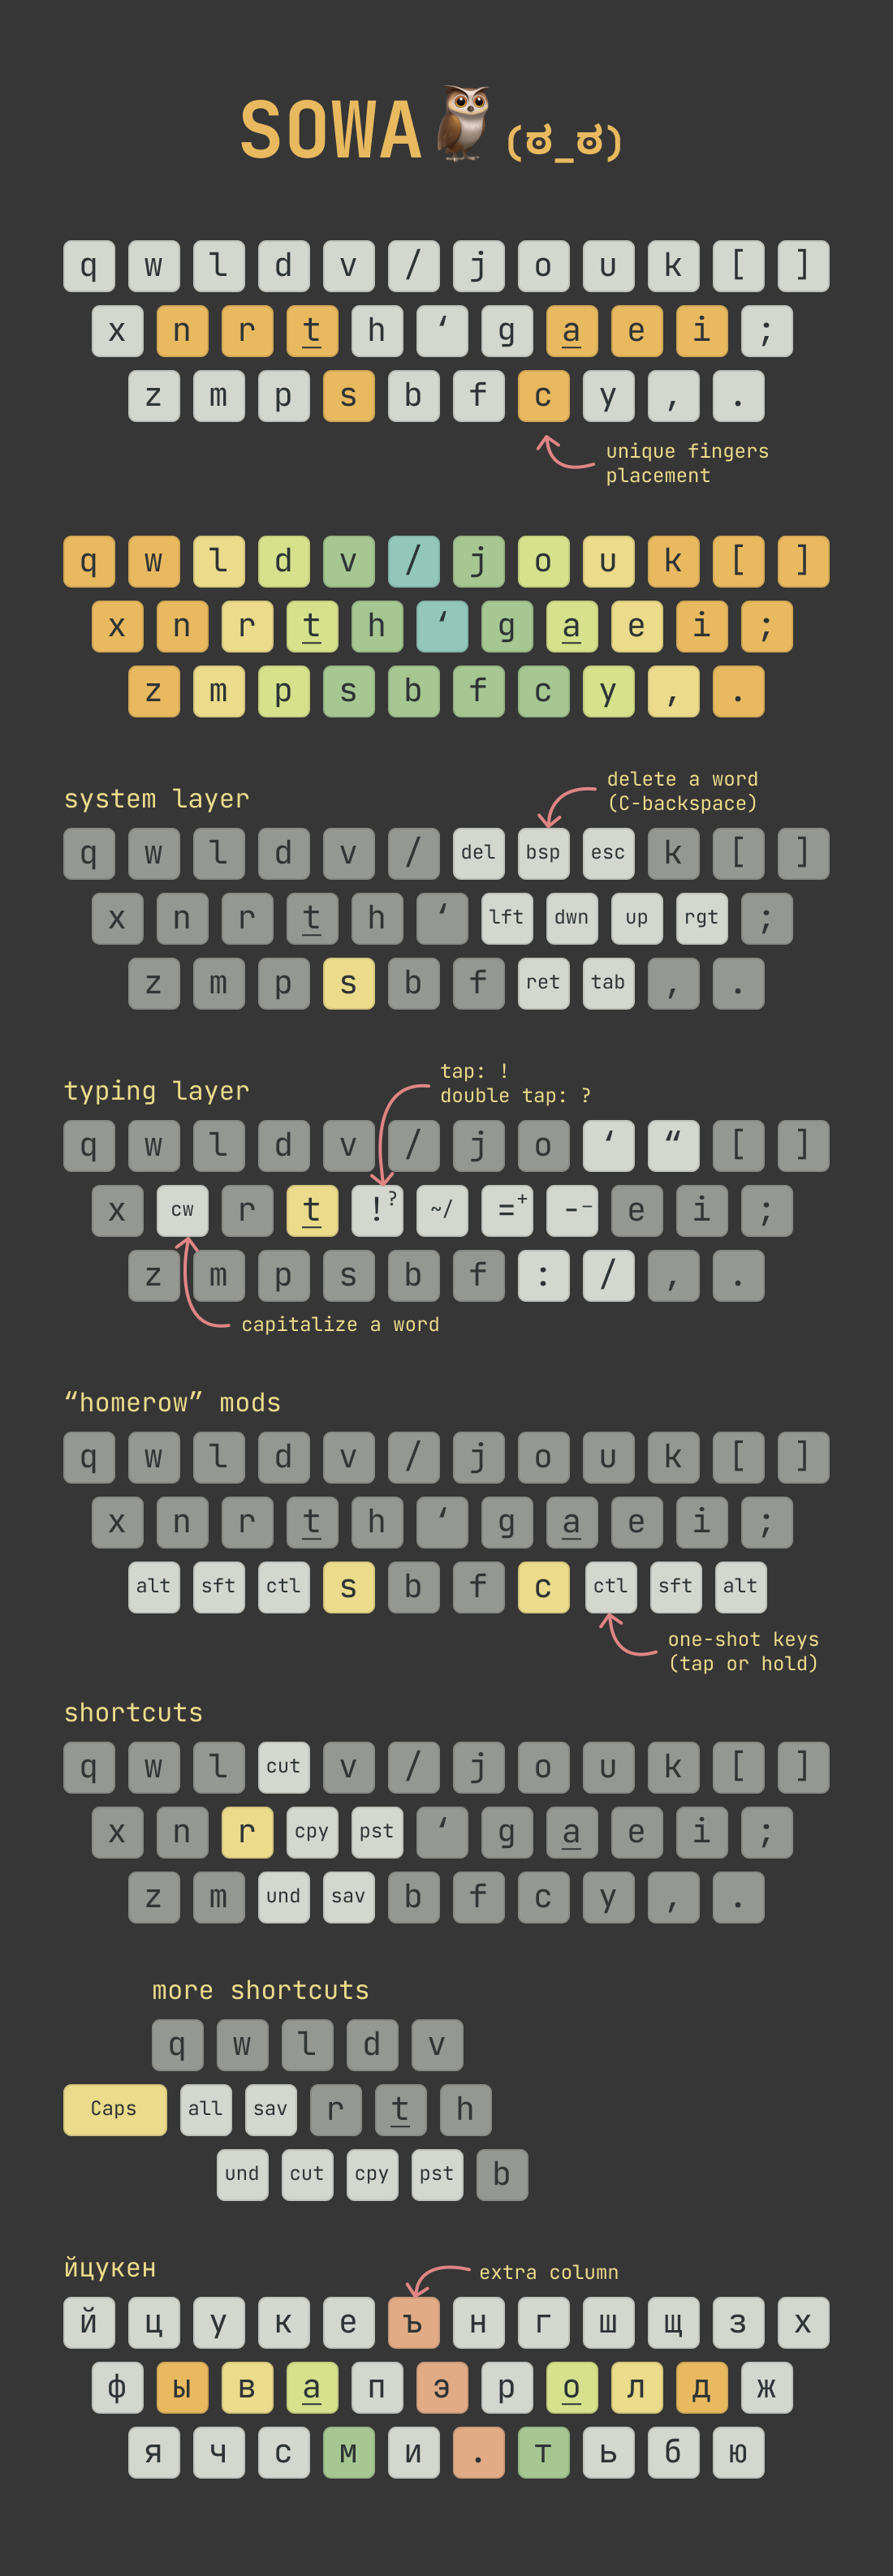 SOWA (ಠ_ಠ)
q w l d v / j o u k [ ]
x n r t h ‘ g a e i ;
z m p s b f c y , .
unique fingers
placement
q w l d v / j o u k [ ]
x n r t h ‘ g a e i ;
z m p s b f c y , .
delete a word
(C-backspace)
system layer
q w l d v / del bsp esc k [ ]
x n r t h ‘ lft dwn up rgt ;
z m p s b f ret tab , .
tap: !
double tap: ?
typing layer
q w l d v / j o ‘ “ [ ]
x cw r t !? ~/ =+ -– e i ;
z m p s b f : / , .
capitalize a word
“homerow” mods
q w l d v / j o u k [ ]
x n r t h ‘ g a e i ;
alt sft ctl s b f c ctl sft alt
one-shot keys
(tap or hold)
shortcuts
q w l cut v / j o u k [ ]
x n r cpy pst ‘ g a e i ;
z m und sav b f c y , .
more shortcuts
q w l d v
Caps all sav r t h
und cut cpy pst b
йцукен
extra column
й ц у к е ъ н г ш щ з х
ф ы в а п э р о л д ж
я ч с м и . т ь б ю